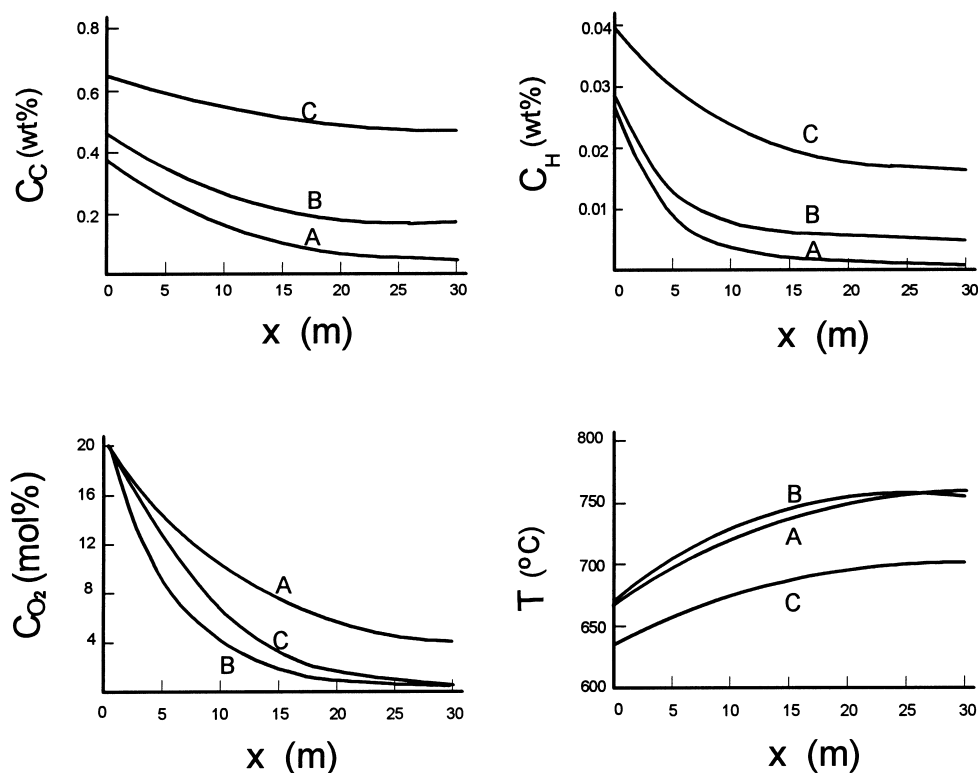 C_C (wt%)
0.8
0.6
0.4
0.2
C
B
A
0 5 10 15 20 25 30
x (m)
C_H (wt%)
0.04
0.03
0.02
0.01
C
B
A
0 5 10 15 20 25 30
x (m)
C_O₂ (mol%)
20
16
12
8
4
A
C
B
0 5 10 15 20 25 30
x (m)
T (ºC)
800
750
700
650
600
B
A
C
0 5 10 15 20 25 30
x (m)